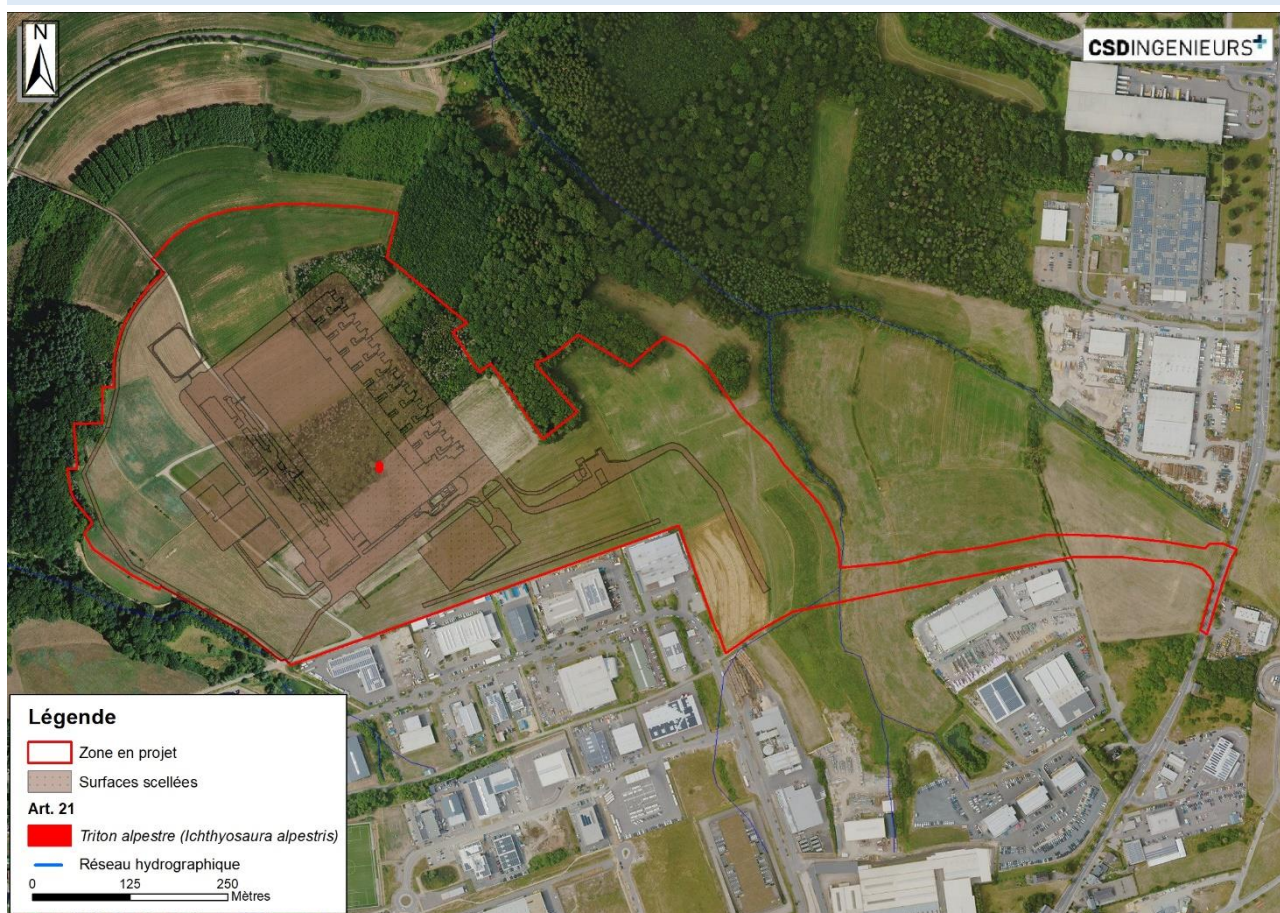 N
CSDINGENIEURS+
Légende
Zone en projet
Surfaces scellées
Art. 21
Triton alpestre (Ichthyosaura alpestris)
Réseau hydrographique
0 125 250
Mètres